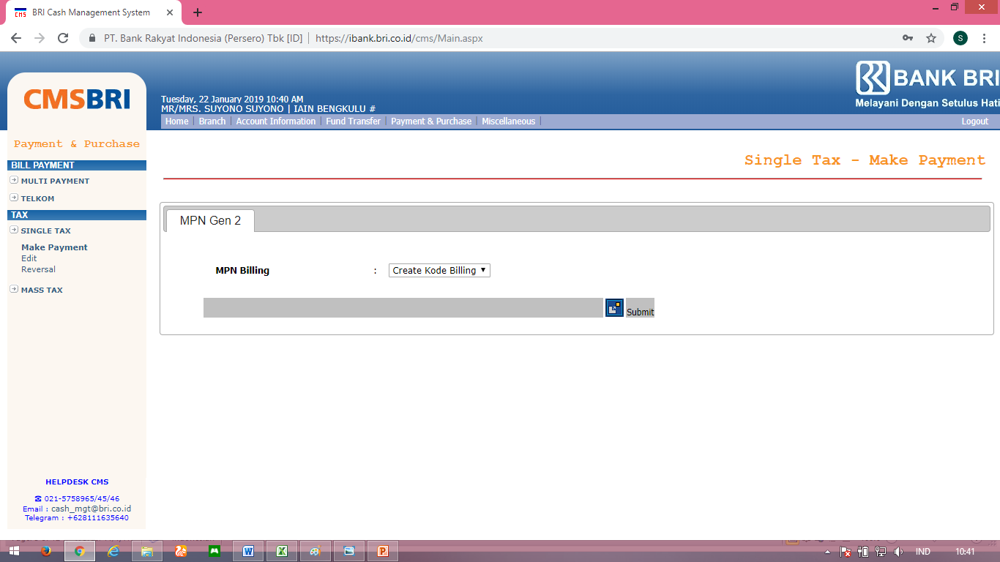 CMS BRI Cash Management System
PT. Bank Rakyat Indonesia (Persero) Tbk [ID] https://ibank.bri.co.id/cms/Main.aspx
S
CMSBRI
Tuesday, 22 January 2019 10:40 AM
MR/MRS. SUYONO SUYONO | IAIN BENGKULU #
BANK BRI
Melayani Dengan Setulus Hati
Home Branch Account Information Fund Transfer Payment & Purchase Miscellaneous Logout
Payment & Purchase
BILL PAYMENT
MULTI PAYMENT
TELKOM
TAX
SINGLE TAX
Make Payment
Edit
Reversal
MASS TAX
Single Tax - Make Payment
MPN Gen 2
MPN Billing : Create Kode Billing
Submit
HELPDESK CMS
☎ 021-5758965/45/46
Email : cash_mgt@bri.co.id
Telegram : +628111635640
IND 10:41